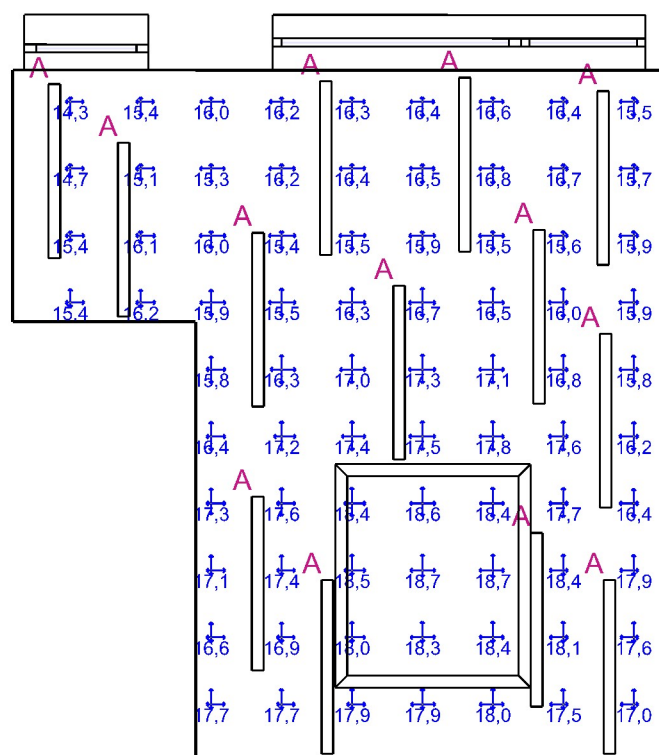 A A A A
14,3 15,4 16,0 16,2 16,3 16,4 16,6 16,4 15,5
A
14,7 15,1 15,3 16,2 16,4 16,5 16,8 16,7 15,7
A A
15,4 16,1 16,0 15,4 15,5 15,9 15,5 15,6 15,9
A
15,4 16,2 15,9 15,5 16,3 16,7 16,5 16,0 15,9
A
15,8 16,3 17,0 17,3 17,1 16,8 15,8
16,4 17,2 17,4 17,5 17,8 17,6 16,2
A
17,3 17,6 18,4 18,6 18,4 17,7 16,4
A
17,1 17,4 18,5 18,7 18,7 18,4 17,9
A A
16,6 16,9 18,0 18,3 18,4 18,1 17,6
17,7 17,7 17,9 17,9 18,0 17,5 17,0